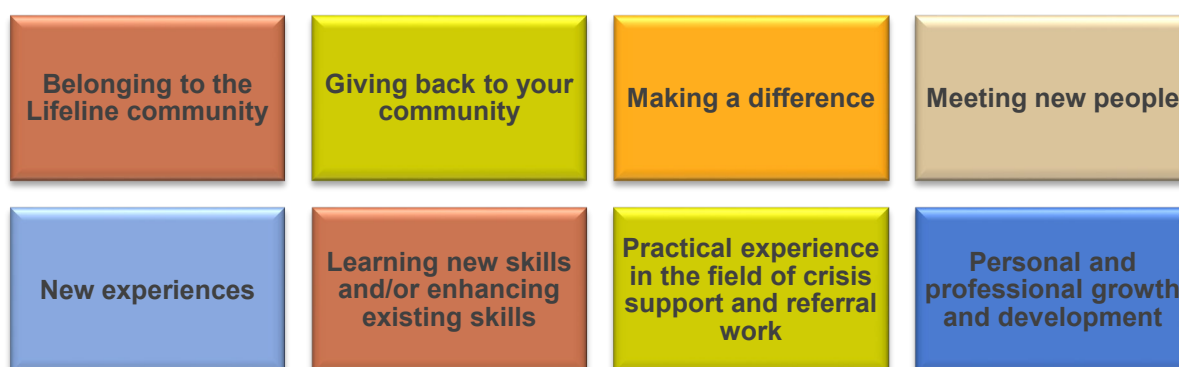 Belonging to the
Lifeline community
Giving back to your
community
Making a difference
Meeting new people
New experiences
Learning new skills
and/or enhancing
existing skills
Practical experience
in the field of crisis
support and referral
work
Personal and
professional growth
and development